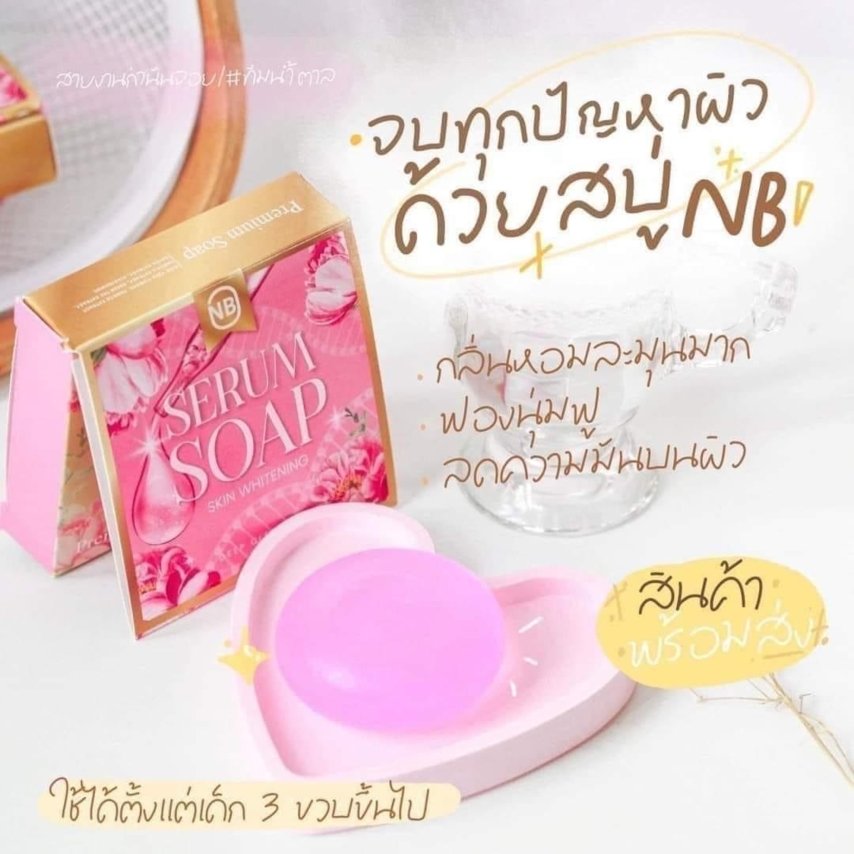 สายงานกำนันจอย/#ทีมน้ำตาล
จบทุกปัญหาผิว
ด้วยสบู่ NB
Premium Soap
NB
SERUM
SOAP
SKIN WHITENING
กลิ่นหอมละมุนมาก
ฟองนุ่มฟู
ลดความมันบนผิว
สินค้า
พร้อมส่ง
ใช้ได้ตั้งแต่เด็ก 3 ขวบขึ้นไป